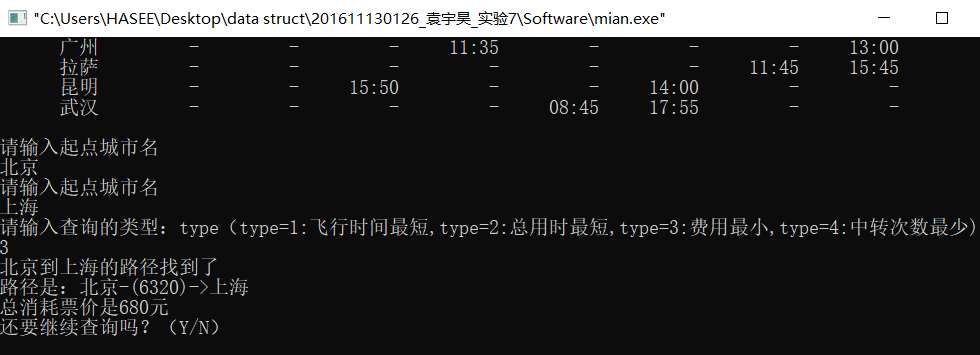 "C:\Users\HASEE\Desktop\data struct\201611130126_袁宇昊_实验7\Software\mian.exe"
广州 - - - 11:35 - - - 13:00
拉萨 - - - - - - 11:45 15:45
昆明 - - 15:50 - - 14:00 - -
武汉 - - - - 08:45 17:55 - -
请输入起点城市名
北京
请输入起点城市名
上海
请输入查询的类型：type（type=1:飞行时间最短,type=2:总用时最短,type=3:费用最小,type=4:中转次数最少)
3
北京到上海的路径找到了
路径是：北京-(6320)->上海
总消耗票价是680元
还要继续查询吗？（Y/N）